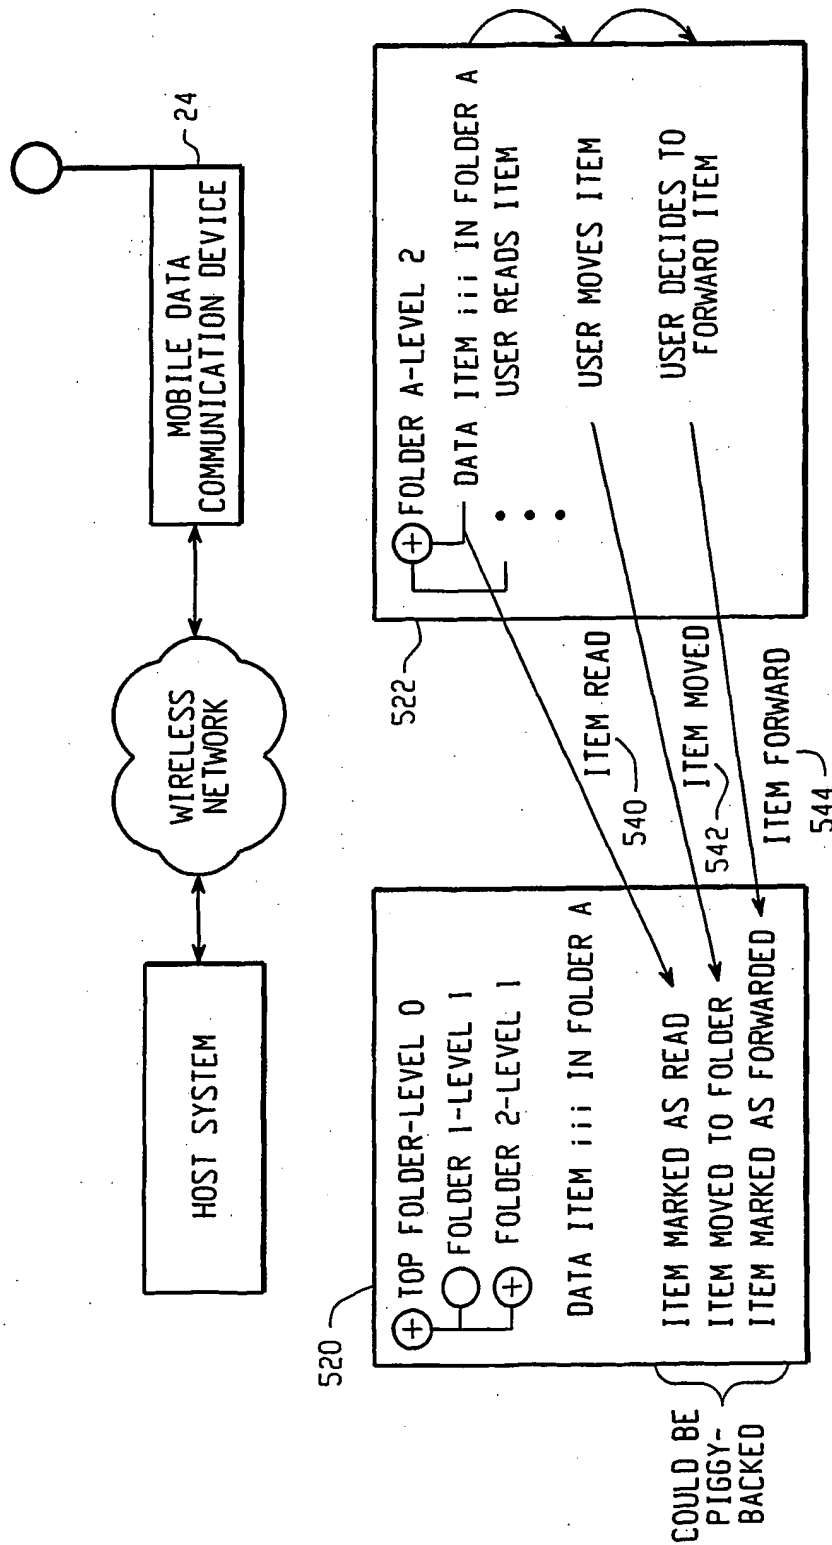 HOST SYSTEM
WIRELESS
NETWORK
MOBILE DATA
COMMUNICATION DEVICE
24
520
+ TOP FOLDER-LEVEL 0
FOLDER 1-LEVEL 1
+ FOLDER 2-LEVEL 1
DATA ITEM iii IN FOLDER A
ITEM MARKED AS READ
ITEM MOVED TO FOLDER
ITEM MARKED AS FORWARDED
COULD BE
PIGGY-
BACKED
ITEM READ
540
ITEM MOVED
542
ITEM FORWARD
544
522
+ FOLDER A-LEVEL 2
DATA ITEM iii IN FOLDER A
USER READS ITEM
USER MOVES ITEM
USER DECIDES TO
FORWARD ITEM